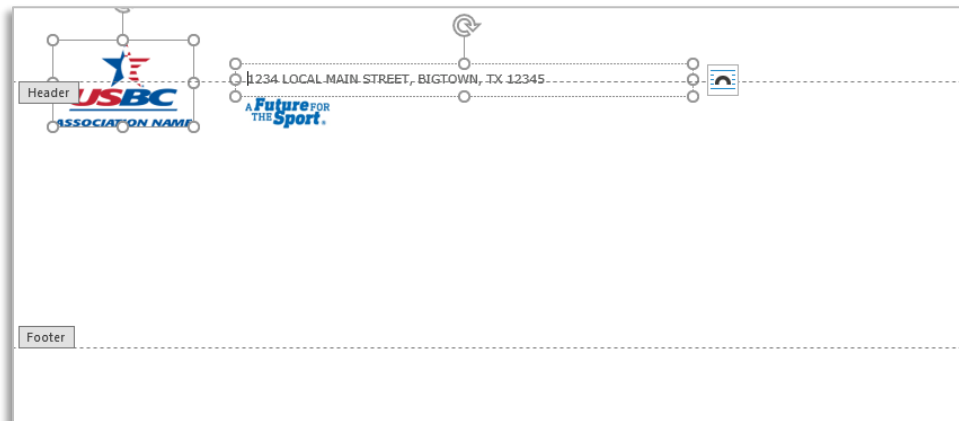 1234 LOCAL MAIN STREET, BIGTOWN, TX 12345
Header
USBC
ASSOCIATION NAME
A Future FOR
THE Sport.
Footer